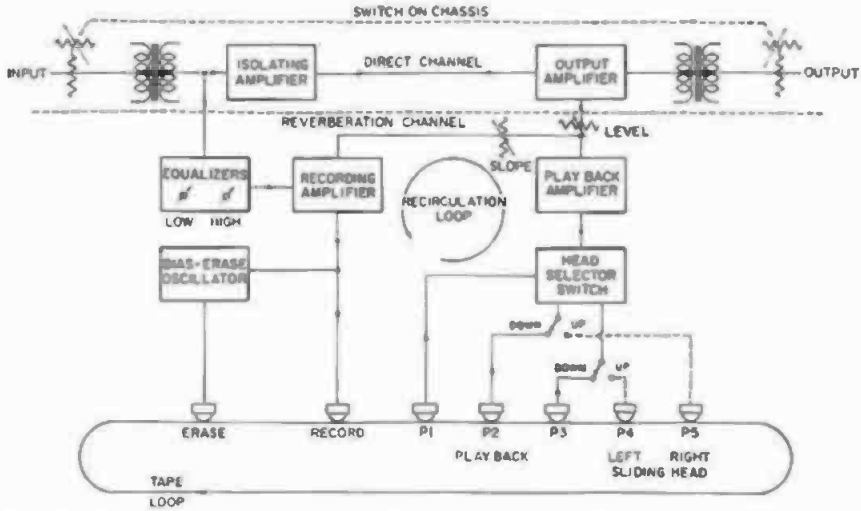 SWITCH ON CHASSIS
INPUT
ISOLATING
AMPLIFIER
DIRECT CHANNEL
OUTPUT
AMPLIFIER
OUTPUT
REVERBERATION CHANNEL
LEVEL
SLOPE
EQUALIZERS
LOW HIGH
RECORDING
AMPLIFIER
RECIRCULATION
LOOP
PLAY BACK
AMPLIFIER
BIAS-ERASE
OSCILLATOR
HEAD
SELECTOR
SWITCH
DOWN UP
DOWN UP
ERASE
RECORD
P1
P2
P3
P4
P5
PLAY BACK
LEFT RIGHT
SLIDING HEAD
TAPE
LOOP